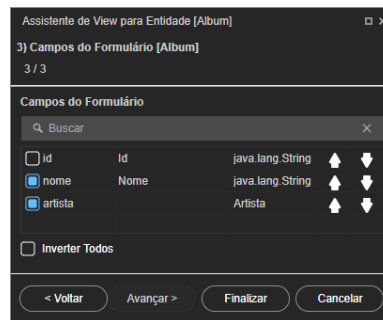 Assistente de View para Entidade [Album]
3) Campos do Formulário [Album]
3 / 3
Campos do Formulário
Buscar
id Id java.lang.String
nome Nome java.lang.String
artista Artista
Inverter Todos
< Voltar Avançar > Finalizar Cancelar